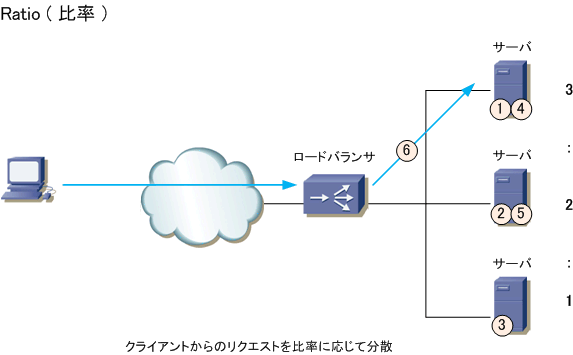 Ratio ( 比率 )
サーバ
3
① ④
⑥
:
ロードバランサ
サーバ
2
② ⑤
サーバ
:
1
③
クライアントからのリクエストを比率に応じて分散